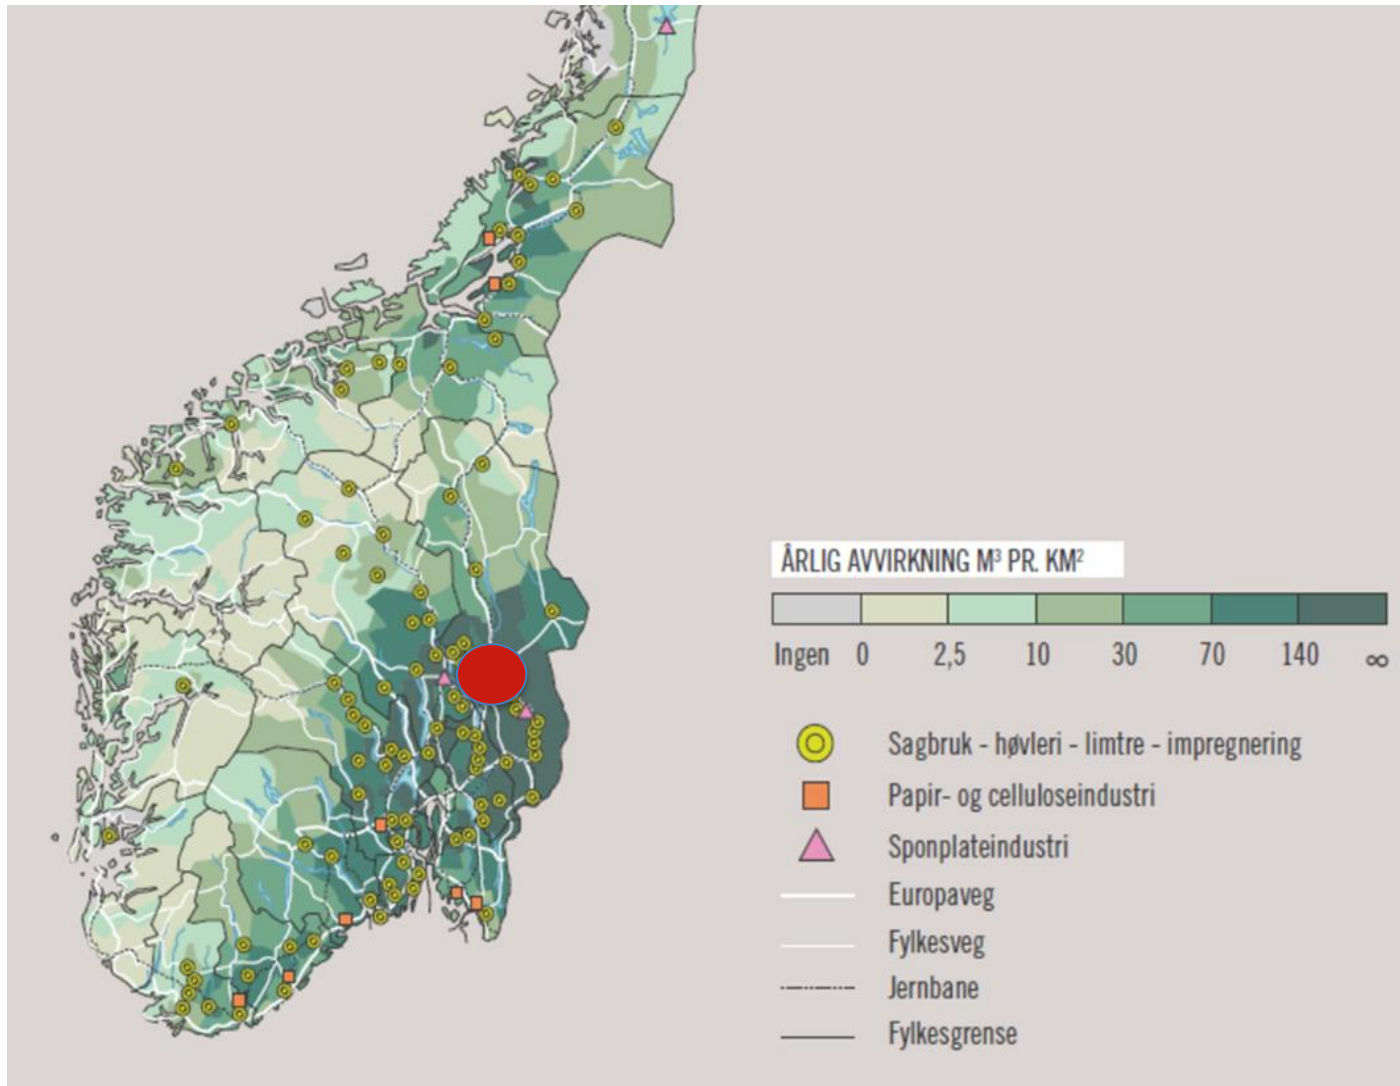 ÅRLIG AVVIRKNING M³ PR. KM²
Ingen 0 2,5 10 30 70 140 ∞
Sagbruk - høvleri - limtre - impregnering
Papir- og celluloseindustri
Sponplateindustri
Europaveg
Fylkesveg
Jernbane
Fylkesgrense